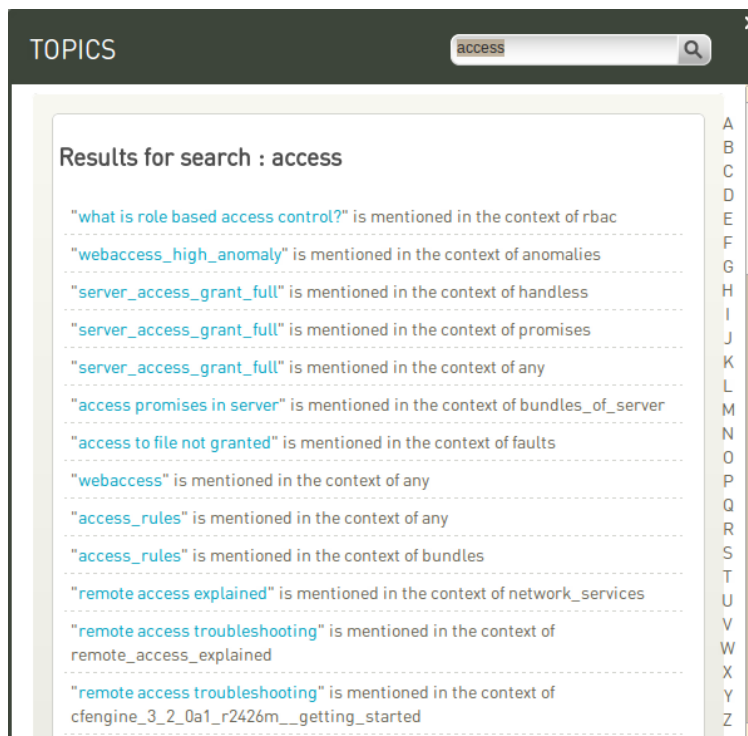 TOPICS
access
Results for search : access
"what is role based access control?" is mentioned in the context of rbac
"webaccess_high_anomaly" is mentioned in the context of anomalies
"server_access_grant_full" is mentioned in the context of handless
"server_access_grant_full" is mentioned in the context of promises
"server_access_grant_full" is mentioned in the context of any
"access promises in server" is mentioned in the context of bundles_of_server
"access to file not granted" is mentioned in the context of faults
"webaccess" is mentioned in the context of any
"access_rules" is mentioned in the context of any
"access_rules" is mentioned in the context of bundles
"remote access explained" is mentioned in the context of network_services
"remote access troubleshooting" is mentioned in the context of
remote_access_explained
"remote access troubleshooting" is mentioned in the context of
cfengine_3_2_0a1_r2426m__getting_started
A
B
C
D
E
F
G
H
I
J
K
L
M
N
O
P
Q
R
S
T
U
V
W
X
Y
Z